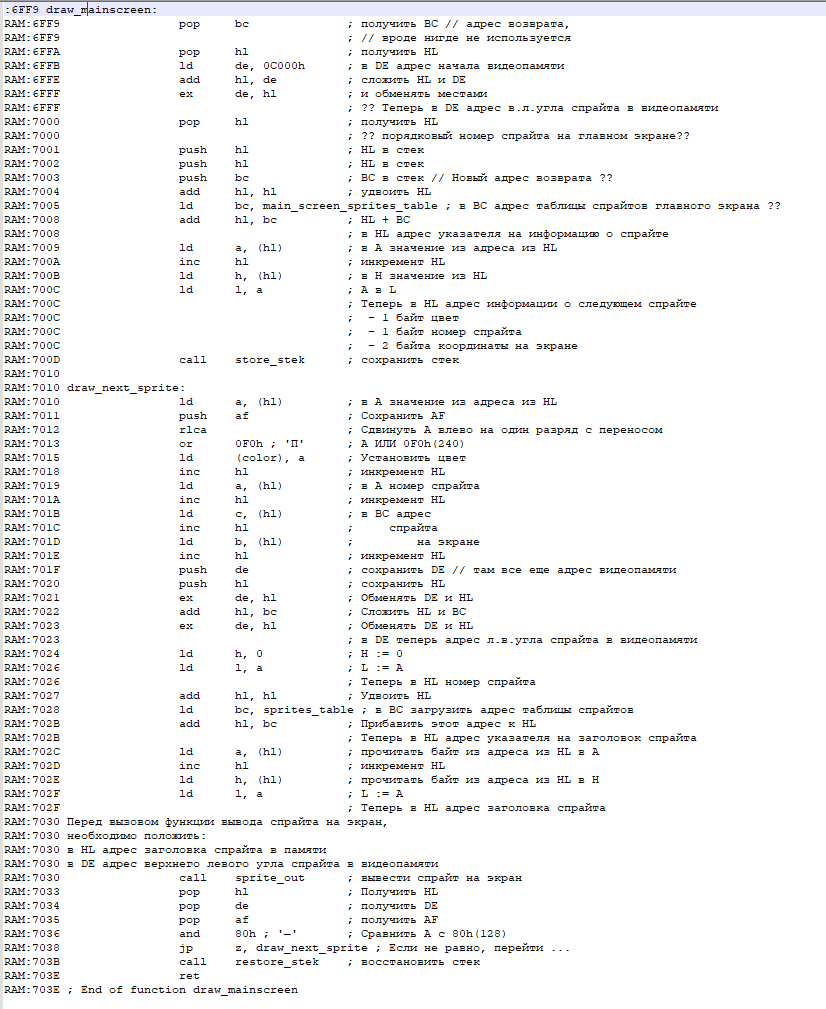 :6FF9 draw_mainscreen:
RAM:6FF9 pop bc ; получить BC // адрес возврата,
RAM:6FF9 ; // вроде нигде не используется
RAM:6FFA pop hl ; получить HL
RAM:6FFB ld de, 0C000h ; в DE адрес начала видеопамяти
RAM:6FFE add hl, de ; сложить HL и DE
RAM:6FFF ex de, hl ; и обменять местами
RAM:6FFF ; ?? Теперь в DE адрес в.л.угла спрайта в видеопамяти
RAM:7000 pop hl ; получить HL
RAM:7000 ; ?? порядковый номер спрайта на главном экране??
RAM:7001 push hl ; HL в стек
RAM:7002 push hl ; HL в стек
RAM:7003 push bc ; BC в стек // Новый адрес возврата ??
RAM:7004 add hl, hl ; удвоить HL
RAM:7005 ld bc, main_screen_sprites_table ; в BC адрес таблицы спрайтов главного экрана ??
RAM:7008 add hl, bc ; HL + BC
RAM:7008 ; в HL адрес указателя на информацию о спрайте
RAM:7009 ld a, (hl) ; в A значение из адреса из HL
RAM:700A inc hl ; инкремент HL
RAM:700B ld h, (hl) ; в H значение из HL
RAM:700C ld l, a ; A в L
RAM:700C ; Теперь в HL адрес информации о следующем спрайте
RAM:700C ; - 1 байт цвет
RAM:700C ; - 1 байт номер спрайта
RAM:700C ; - 2 байта координаты на экране
RAM:700D call store_stek ; сохранить стек
RAM:7010
RAM:7010 draw_next_sprite:
RAM:7010 ld a, (hl) ; в A значение из адреса из HL
RAM:7011 push af ; Сохранить AF
RAM:7012 rlca ; Сдвинуть A влево на один разряд с переносом
RAM:7013 or 0F0h ; 'П' ; A ИЛИ 0F0h(240)
RAM:7015 ld (color), a ; Установить цвет
RAM:7018 inc hl ; инкремент HL
RAM:7019 ld a, (hl) ; в A номер спрайта
RAM:701A inc hl ; инкремент HL
RAM:701B ld c, (hl) ; в BC адрес
RAM:701C inc hl ; спрайта
RAM:701D ld b, (hl) ; на экране
RAM:701E inc hl ; инкремент HL
RAM:701F push de ; сохранить DE // там все еще адрес видеопамяти
RAM:7020 push hl ; сохранить HL
RAM:7021 ex de, hl ; Обменять DE и HL
RAM:7022 add hl, bc ; Сложить HL и BC
RAM:7023 ex de, hl ; Обменять DE и HL
RAM:7023 ; в DE теперь адрес л.в.угла спрайта в видеопамяти
RAM:7024 ld h, 0 ; H := 0
RAM:7026 ld l, a ; L := A
RAM:7026 ; Теперь в HL номер спрайта
RAM:7027 add hl, hl ; Удвоить HL
RAM:7028 ld bc, sprites_table ; в BC загрузить адрес таблицы спрайтов
RAM:702B add hl, bc ; Прибавить этот адрес к HL
RAM:702B ; Теперь в HL адрес указателя на заголовок спрайта
RAM:702C ld a, (hl) ; прочитать байт из адреса из HL в A
RAM:702D inc hl ; инкремент HL
RAM:702E ld h, (hl) ; прочитать байт из адреса из HL в H
RAM:702F ld l, a ; L := A
RAM:702F ; Теперь в HL адрес заголовка спрайта
RAM:7030 Перед вызовом функции вывода спрайта на экран,
RAM:7030 необходимо положить:
RAM:7030 в HL адрес заголовка спрайта в памяти
RAM:7030 в DE адрес верхнего левого угла спрайта в видеопамяти
RAM:7030 call sprite_out ; вывести спрайт на экран
RAM:7033 pop hl ; Получить HL
RAM:7034 pop de ; получить DE
RAM:7035 pop af ; получить AF
RAM:7036 and 80h ; '—' ; Сравнить A с 80h(128)
RAM:7038 jp z, draw_next_sprite ; Если не равно, перейти ...
RAM:703B call restore_stek ; восстановить стек
RAM:703E ret
RAM:703E ; End of function draw_mainscreen